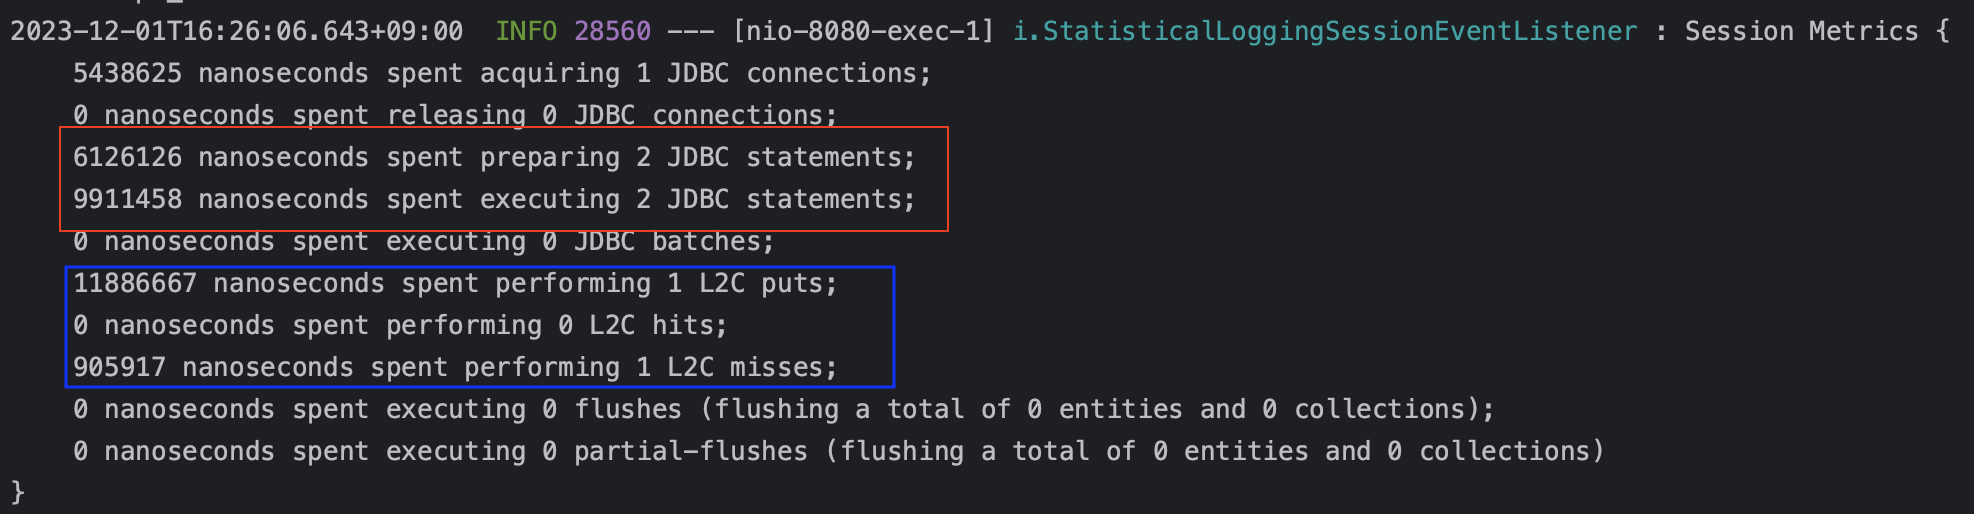 2023-12-01T16:26:06.643+09:00  INFO 28560 --- [nio-8080-exec-1] i.StatisticalLoggingSessionEventListener : Session Metrics {
    5438625 nanoseconds spent acquiring 1 JDBC connections;
    0 nanoseconds spent releasing 0 JDBC connections;
    6126126 nanoseconds spent preparing 2 JDBC statements;
    9911458 nanoseconds spent executing 2 JDBC statements;
    0 nanoseconds spent executing 0 JDBC batches;
    11886667 nanoseconds spent performing 1 L2C puts;
    0 nanoseconds spent performing 0 L2C hits;
    905917 nanoseconds spent performing 1 L2C misses;
    0 nanoseconds spent executing 0 flushes (flushing a total of 0 entities and 0 collections);
    0 nanoseconds spent executing 0 partial-flushes (flushing a total of 0 entities and 0 collections)
}